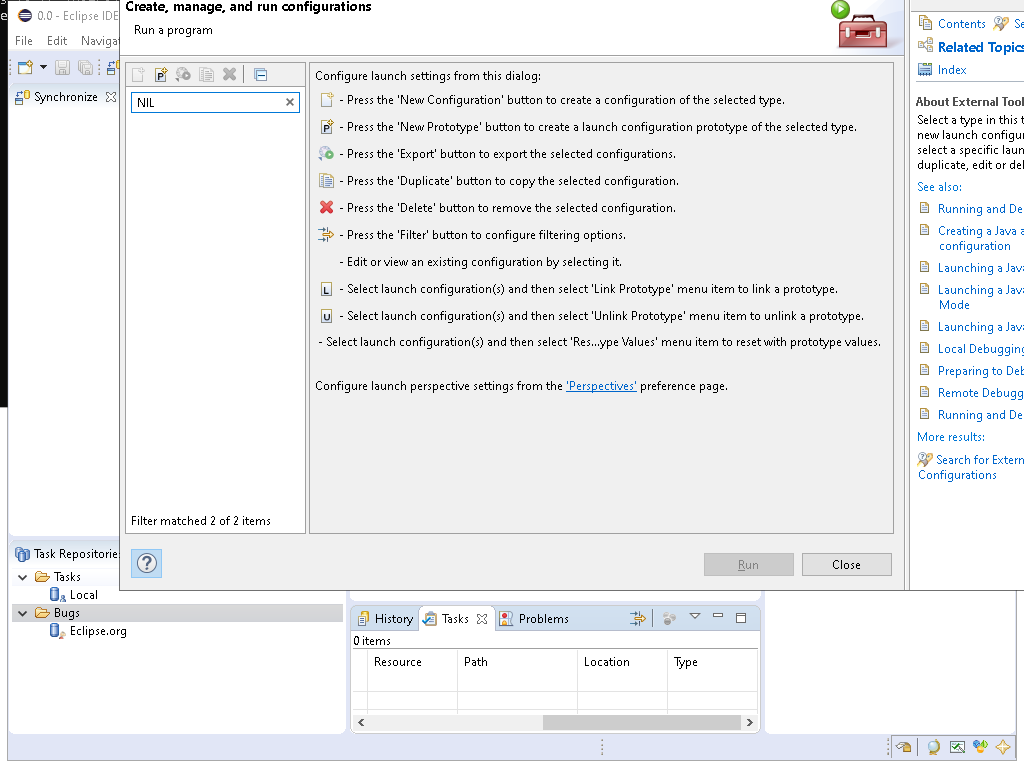 Create, manage, and run configurations
0.0 - Eclipse IDE
Run a program
File Edit Navigat
Contents Se
Related Topics
Index
Synchronize
NIL
Filter matched 2 of 2 items
Configure launch settings from this dialog:
- Press the 'New Configuration' button to create a configuration of the selected type.
- Press the 'New Prototype' button to create a launch configuration prototype of the selected type.
- Press the 'Export' button to export the selected configurations.
- Press the 'Duplicate' button to copy the selected configuration.
- Press the 'Delete' button to remove the selected configuration.
- Press the 'Filter' button to configure filtering options.
- Edit or view an existing configuration by selecting it.
L - Select launch configuration(s) and then select 'Link Prototype' menu item to link a prototype.
U - Select launch configuration(s) and then select 'Unlink Prototype' menu item to unlink a prototype.
- Select launch configuration(s) and then select 'Res...ype Values' menu item to reset with prototype values.
Configure launch perspective settings from the 'Perspectives' preference page.
Run Close
About External Tool
Select a type in this t
new launch configur
select a specific laun
duplicate, edit or del
See also:
Running and De
Creating a Java a
configuration
Launching a Java
Launching a Java
Mode
Launching a Java
Local Debugging
Preparing to Deb
Remote Debugg
Running and De
More results:
Search for Extern
Configurations
Task Repositorie
Tasks
Local
Bugs
Eclipse.org
History Tasks Problems
0 items
Resource Path Location Type